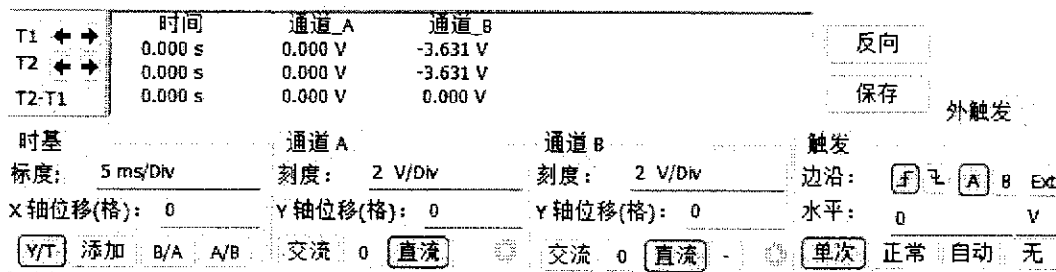 时间 通道_A 通道_B
T1 0.000 s 0.000 V -3.631 V
T2 0.000 s 0.000 V -3.631 V
T2-T1 0.000 s 0.000 V 0.000 V
反向
保存
外触发
时基 通道 A 通道 B 触发
标度: 5 ms/Div 刻度: 2 V/Div 刻度: 2 V/Div 边沿: A B Ext
X 轴位移(格): 0 Y 轴位移(格): 0 Y 轴位移(格): 0 水平: 0 V
Y/T 添加 B/A A/B 交流 0 直流 交流 0 直流 - 单次 正常 自动 无